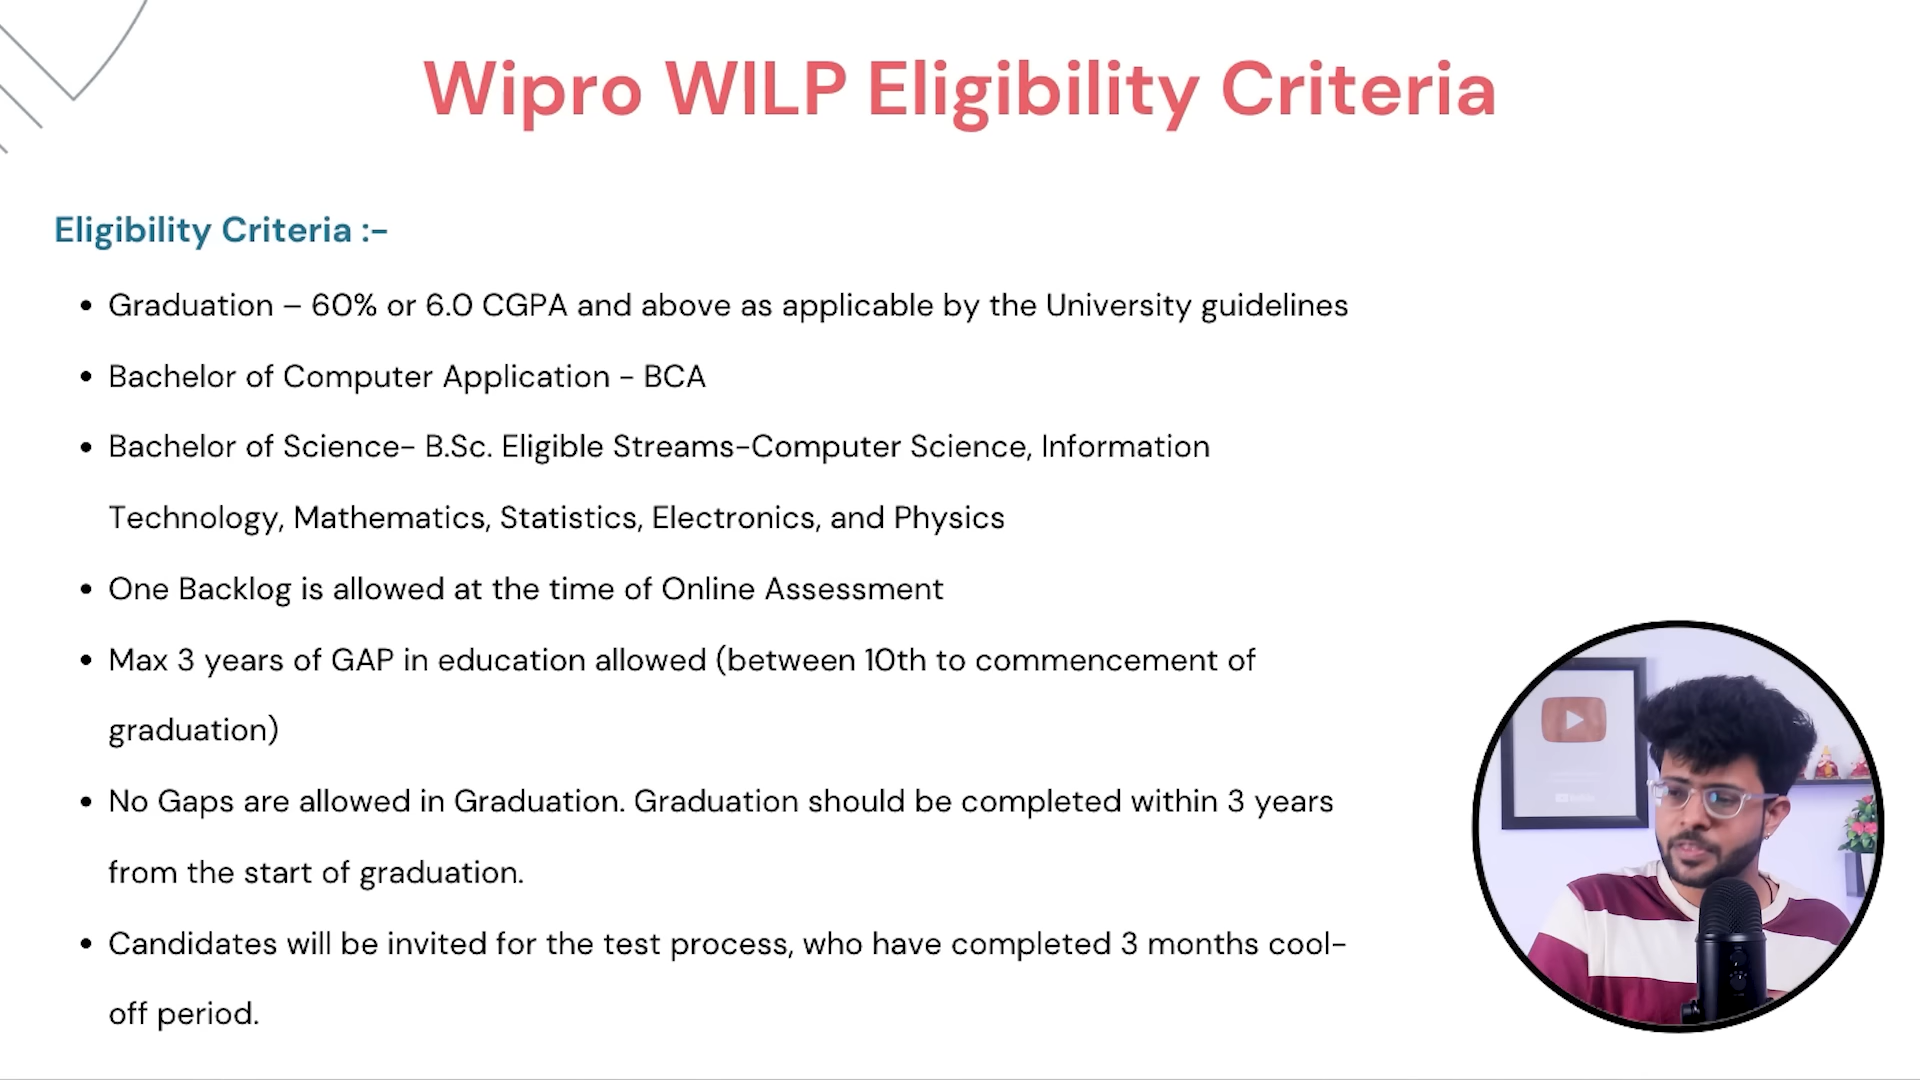 Wipro WILP Eligibility Criteria
Eligibility Criteria :-
• Graduation – 60% or 6.0 CGPA and above as applicable by the University guidelines
• Bachelor of Computer Application - BCA
• Bachelor of Science- B.Sc. Eligible Streams-Computer Science, Information
Technology, Mathematics, Statistics, Electronics, and Physics
• One Backlog is allowed at the time of Online Assessment
• Max 3 years of GAP in education allowed (between 10th to commencement of
graduation)
• No Gaps are allowed in Graduation. Graduation should be completed within 3 years
from the start of graduation.
• Candidates will be invited for the test process, who have completed 3 months cool-
off period.